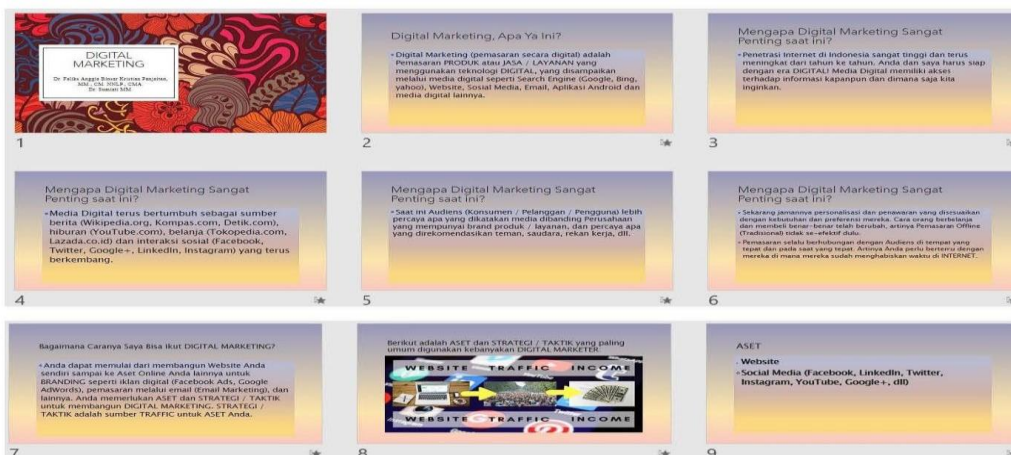 DIGITAL
MARKETING
MM., CM. NNLP., CMA.
1
Digital Marketing, Apa Ya Ini?
Digital Marketing (pemasaran secara digital) adalah
Pemasaran PRODUK atau JASA / LAYANAN yang
menggunakan teknologi DIGITAL, yang disampaikan
melalui media digital seperti Search Engine (Google, Bing,
yahoo), Website, Sosial Media, Email, Aplikasi Android dan
media digital lainnya.
2
Mengapa Digital Marketing Sangat
Penting saat ini?
Penetrasi Internet di Indonesia sangat tinggi dan terus
meningkat dari tahun ke tahun. Anda dan saya harus siap
dengan era DIGITAL! Media Digital memiliki akses
terhadap informasi kapanpun dan dimana saja kita
inginkan.
3
Mengapa Digital Marketing Sangat
Penting saat ini?
Media Digital terus bertumbuh sebagai sumber
berita (Wikipedia.org, Kompas.com, Detik.com),
hiburan (YouTube.com), belanja (Tokopedia.com,
Lazada.co.id) dan interaksi sosial (Facebook,
Twitter, Google+, LinkedIn, Instagram) yang terus
berkembang.
4
Mengapa Digital Marketing Sangat
Penting saat ini?
Saat ini Audiens (Konsumen / Pelanggan / Pengguna) lebih
percaya apa yang dikatakan media dibanding Perusahaan
yang mempunyai brand produk / layanan, dan percaya apa
yang direkomendasikan teman, saudara, rekan kerja, dll.
5
Mengapa Digital Marketing Sangat
Penting saat ini?
Sekarang jamannya personalisasi dan penawaran yang disesuaikan
dengan kebutuhan dan preferensi mereka. Cara orang berbelanja
dan membeli benar-benar telah berubah, artinya Pemasaran Offline
(Tradisional) tidak se-efektif dulu.
Pemasaran selalu berhubungan dengan Audiens di tempat yang
tepat dan pada saat yang tepat. Artinya Anda perlu bertemu dengan
mereka di mana mereka sudah menghabiskan waktu di INTERNET.
6
Bagaimana Caranya Saya Bisa Ikut DIGITAL MARKETING?
Anda dapat memulai dari membangun Website Anda
sendiri sampai ke Aset Online Anda lainnya untuk
BRANDING seperti iklan digital (Facebook Ads, Google
AdWords), pemasaran melalui email (Email Marketing), dan
lainnya. Anda memerlukan ASET dan STRATEGI / TAKTIK
untuk membangun DIGITAL MARKETING. STRATEGI /
TAKTIK adalah sumber TRAFFIC untuk ASET Anda.
7
Berikut adalah ASET dan STRATEGI / TAKTIK yang paling
umum digunakan kebanyakan DIGITAL MARKETER
WEBSITE TRAFFIC INCOME
WEBSITE TRAFFIC INCOME
8
ASET
Website
Social Media (Facebook, LinkedIn, Twitter,
Instagram, YouTube, Google+, dll)
9